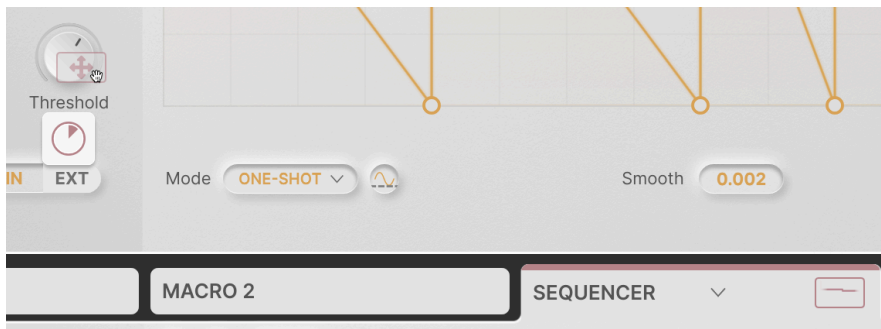 Threshold
IN EXT
Mode ONE-SHOT Smooth 0.002
MACRO 2 SEQUENCER